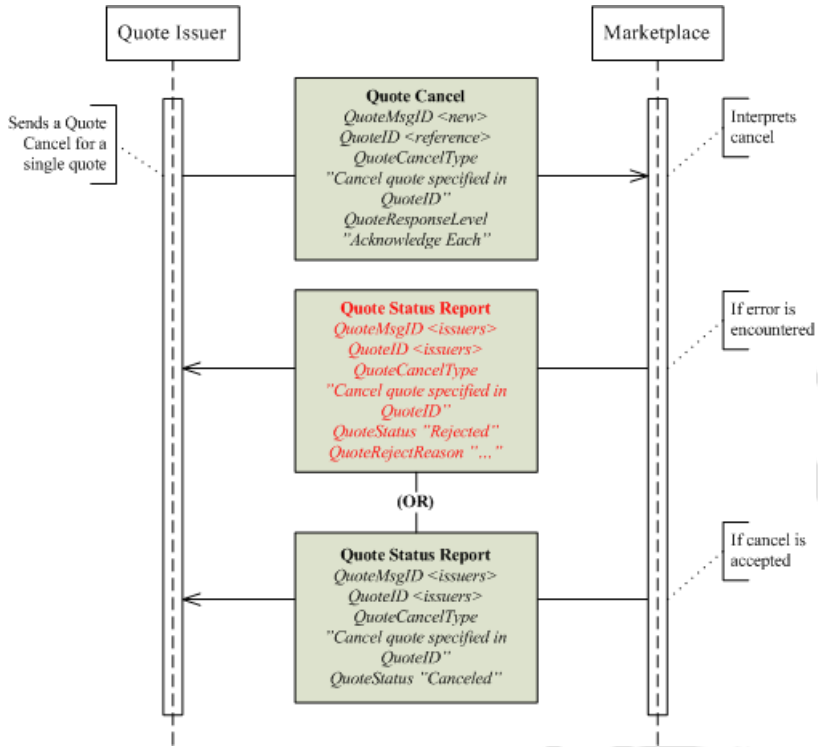 Quote Issuer
Marketplace
Sends a Quote
Cancel for a
single quote
Quote Cancel
QuoteMsgID <new>
QuoteID <reference>
QuoteCancelType
"Cancel quote specified in
QuoteID"
QuoteResponseLevel
"Acknowledge Each"
Interprets
cancel
Quote Status Report
QuoteMsgID <issuers>
QuoteID <issuers>
QuoteCancelType
"Cancel quote specified in
QuoteID"
QuoteStatus "Rejected"
QuoteRejectReason "..."
If error is
encountered
(OR)
Quote Status Report
QuoteMsgID <issuers>
QuoteID <issuers>
QuoteCancelType
"Cancel quote specified in
QuoteID"
QuoteStatus "Canceled"
If cancel is
accepted